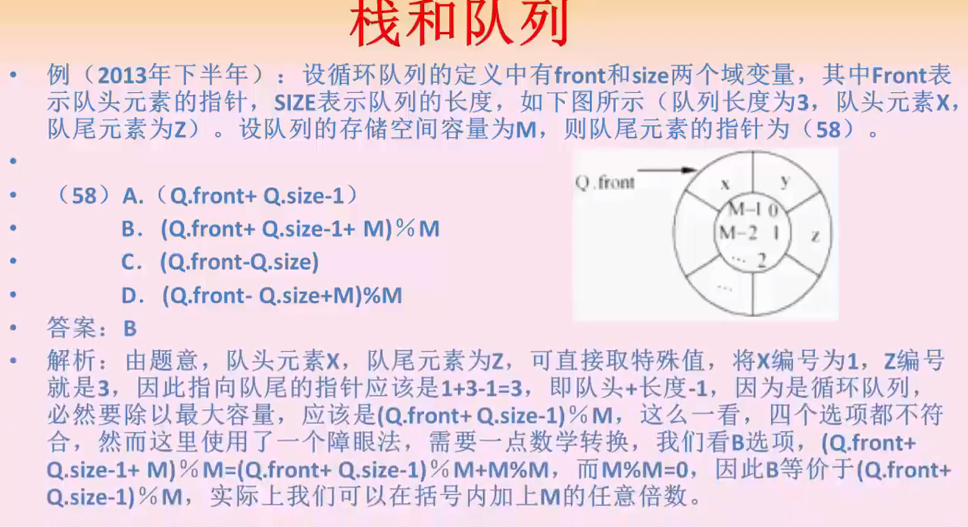 栈和队列
• 例（2013年下半年）：设循环队列的定义中有front和size两个域变量，其中Front表
示队头元素的指针，SIZE表示队列的长度，如下图所示（队列长度为3，队头元素X，
队尾元素为Z）。设队列的存储空间容量为M，则队尾元素的指针为（58）。
•
• （58）A.（Q.front+ Q.size-1）
• B. (Q.front+ Q.size-1+ M)％M
• C. (Q.front-Q.size)
• D. (Q.front- Q.size+M)%M
Q.front
x
y
M-1 0
M-2 1
z
... 2
...
• 答案：B
• 解析：由题意，队头元素X，队尾元素为Z，可直接取特殊值，将X编号为1，Z编号
就是3，因此指向队尾的指针应该是1+3-1=3，即队头+长度-1，因为是循环队列，
必然要除以最大容量，应该是(Q.front+ Q.size-1)％M，这么一看，四个选项都不符
合，然而这里使用了一个障眼法，需要一点数学转换，我们看B选项，(Q.front+
Q.size-1+ M)％M=(Q.front+ Q.size-1)％M+M%M，而M%M=0，因此B等价于(Q.front+
Q.size-1)％M，实际上我们可以在括号内加上M的任意倍数。